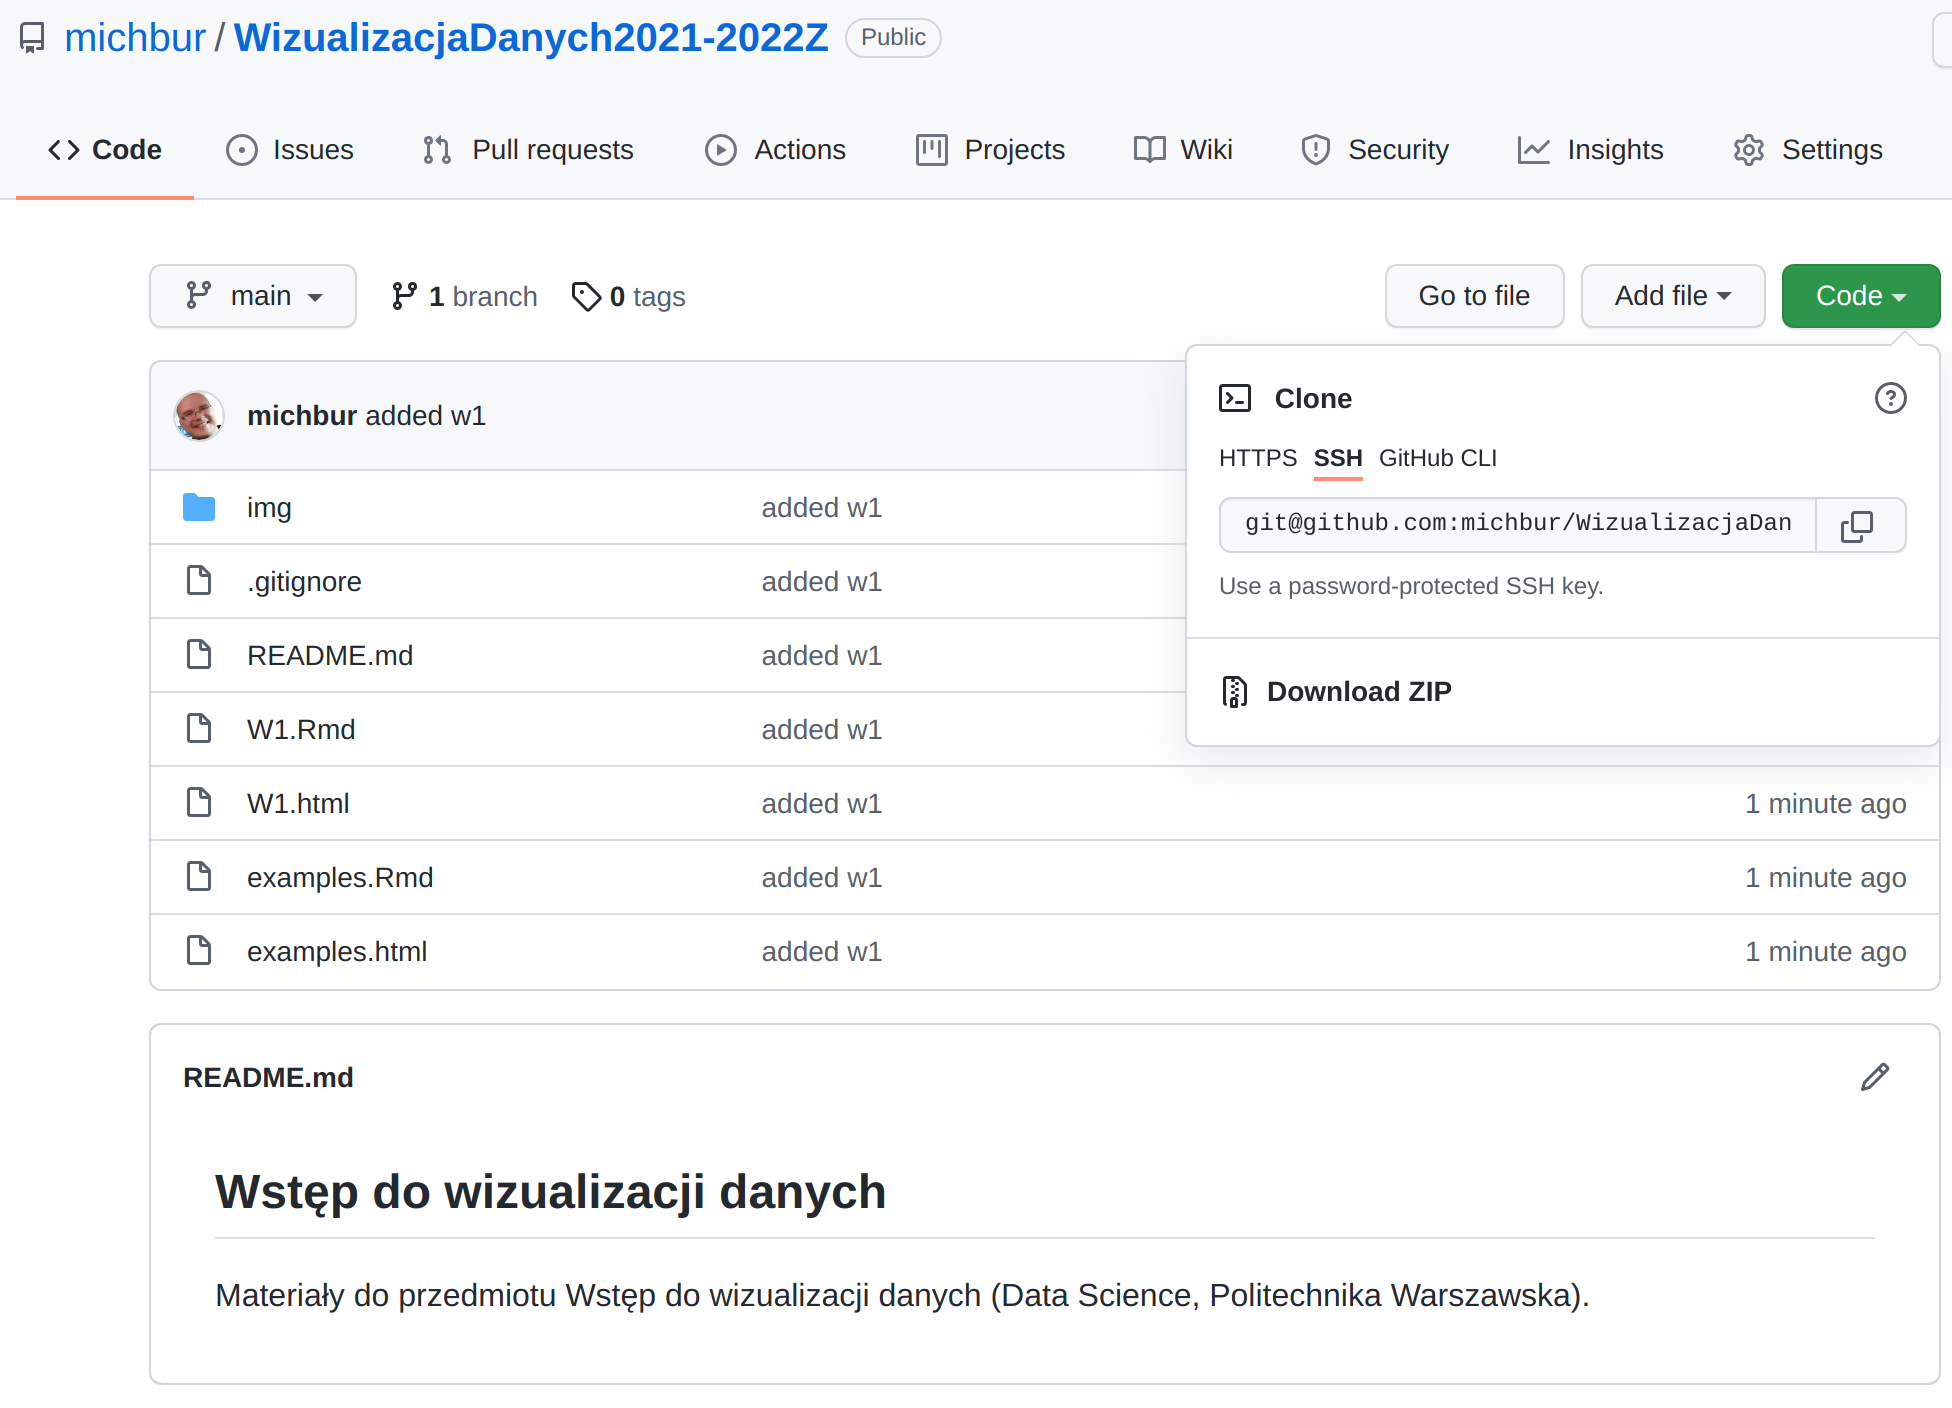 michbur / WizualizacjaDanych2021-2022Z Public
Code Issues Pull requests Actions Projects Wiki Security Insights Settings
main 1 branch 0 tags Go to file Add file Code
michbur added w1
Clone
HTTPS SSH GitHub CLI
git@github.com:michbur/WizualizacjaDan
Use a password-protected SSH key.
Download ZIP
img added w1
.gitignore added w1
README.md added w1
W1.Rmd added w1
W1.html added w1 1 minute ago
examples.Rmd added w1 1 minute ago
examples.html added w1 1 minute ago
README.md
Wstęp do wizualizacji danych
Materiały do przedmiotu Wstęp do wizualizacji danych (Data Science, Politechnika Warszawska).